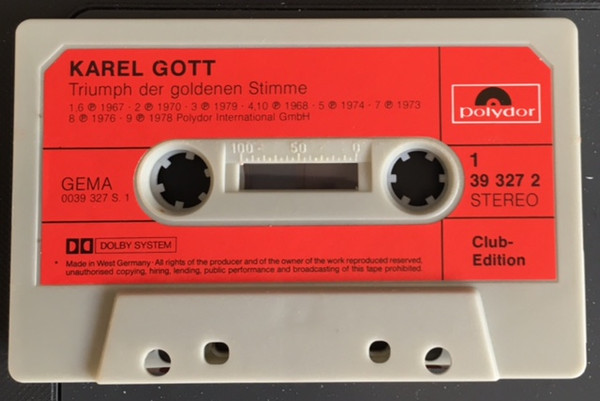 KAREL GOTT
Triumph der goldenen Stimme
1,6 ℗ 1967 · 2 ℗ 1970 · 3 ℗ 1979 · 4,10 ℗ 1968 · 5 ℗ 1974 · 7 ℗ 1973
8 ℗ 1976 · 9 ℗ 1978 Polydor International GmbH
polydor
100 50 0
GEMA
0039 327 S. 1
1
39 327 2
STEREO
DOLBY SYSTEM
* Made in West Germany · All rights of the producer and of the owner of the work reproduced reserved,
unauthorised copying, hiring, lending, public performance and broadcasting of this tape prohibited.
Club-
Edition